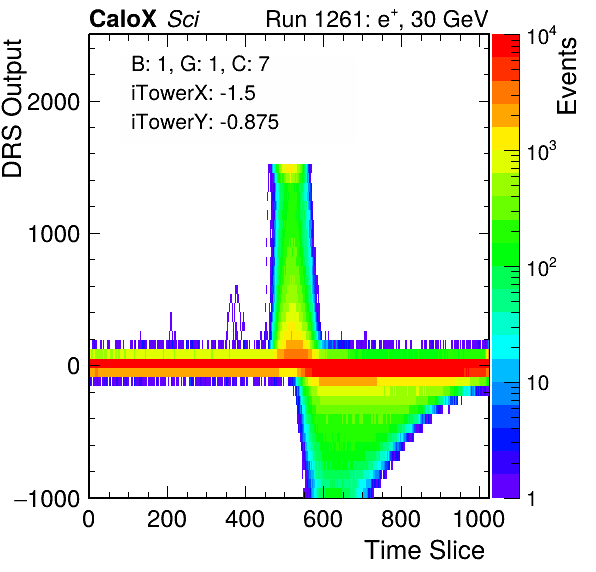 CaloX Sci Run 1261: e+, 30 GeV
B: 1, G: 1, C: 7
iTowerX: -1.5
iTowerY: -0.875
DRS Output
2000
1000
0
−1000
0 200 400 600 800 1000
Time Slice
Events
10^4
10^3
10^2
10
1